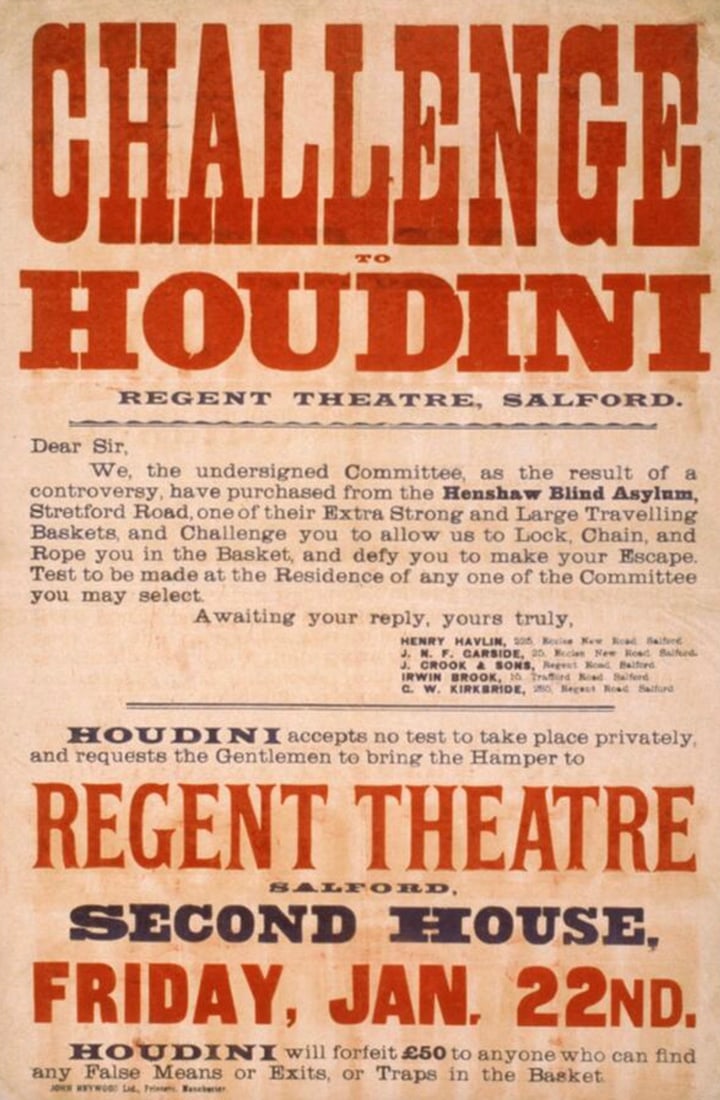 CHALLENGE
TO
HOUDINI
REGENT THEATRE, SALFORD.
Dear Sir,
We, the undersigned Committee, as the result of a
controversy, have purchased from the Henshaw Blind Asylum,
Stretford Road, one of their Extra Strong and Large Travelling
Baskets, and Challenge you to allow us to Lock, Chain, and
Rope you in the Basket, and defy you to make your Escape.
Test to be made at the Residence of any one of the Committee
you may select.
Awaiting your reply, yours truly,
HENRY HAVLIN, Eccles New Road Salford
J. N. F. GARSIDE, Eccles New Road Salford.
J. CROOK & SONS, Regent Road Salford
IRWIN BROOK, Trafford Road Salford
C. W. KIRKBRIDE, Regent Road Salford
HOUDINI accepts no test to take place privately,
and requests the Gentlemen to bring the Hamper to
REGENT THEATRE
SALFORD,
SECOND HOUSE,
FRIDAY, JAN. 22ND.
HOUDINI will forfeit £50 to anyone who can find
any False Means or Exits, or Traps in the Basket
JOHN HEYWOOD Ltd., Printers, Manchester.